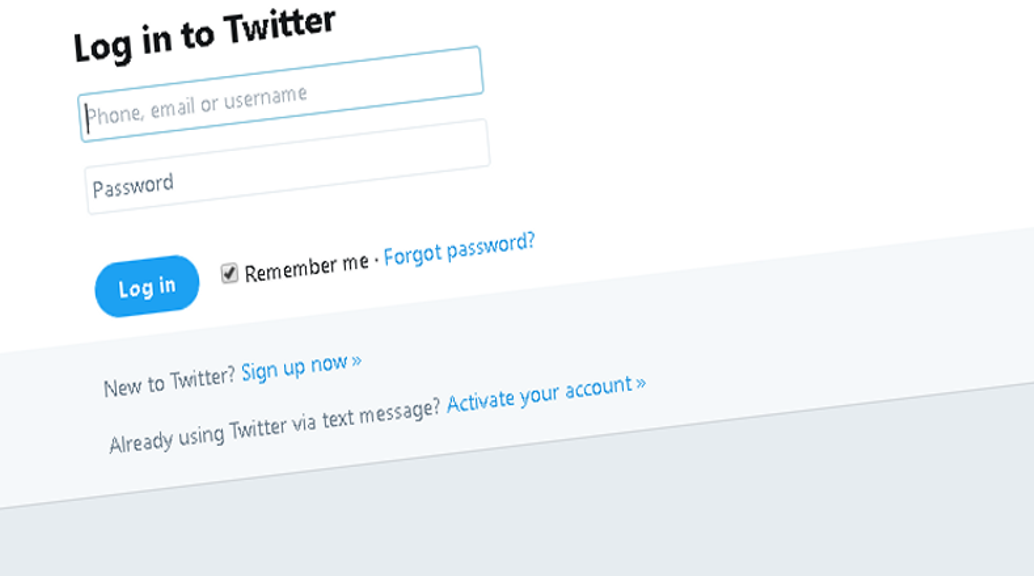 Log in to Twitter
Phone, email or username
Password
Log in Remember me · Forgot password?
New to Twitter? Sign up now »
Already using Twitter via text message? Activate your account »